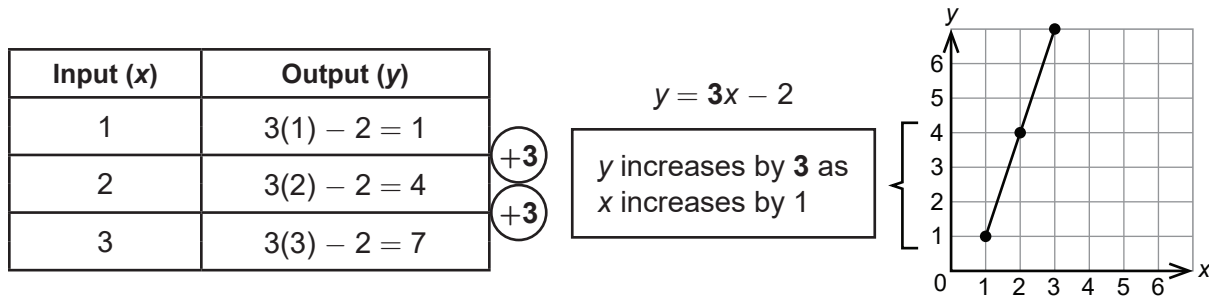 Input (x) Output (y)
1 3(1) − 2 = 1
2 3(2) − 2 = 4
3 3(3) − 2 = 7
+3
+3
y = 3x − 2
y increases by 3 as
x increases by 1
y
6
5
4
3
2
1
0 1 2 3 4 5 6 x